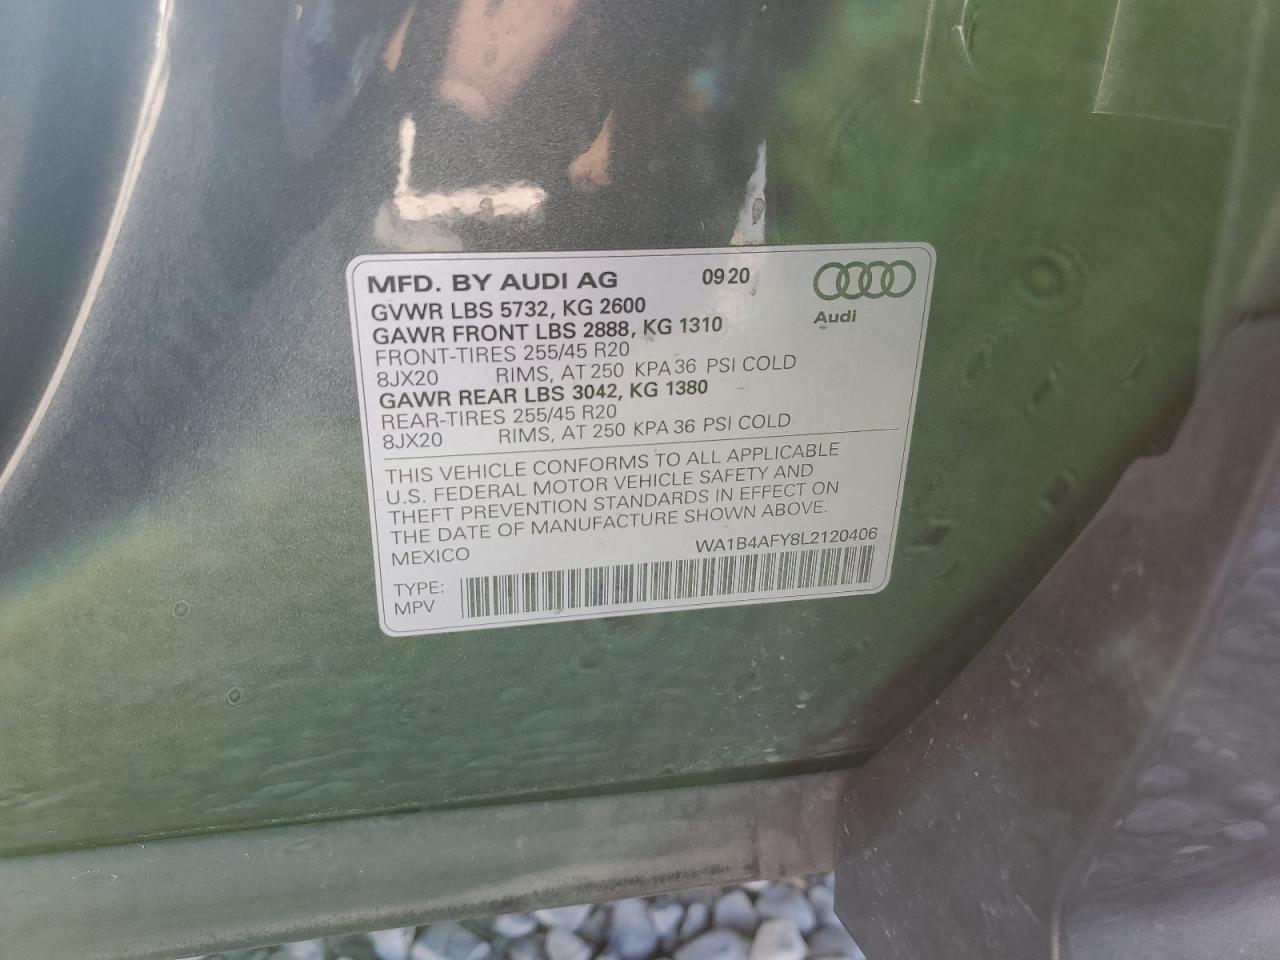 MFD. BY AUDI AG 09 20
GVWR LBS 5732, KG 2600
GAWR FRONT LBS 2888, KG 1310
FRONT-TIRES 255/45 R20
8JX20 RIMS, AT 250 KPA 36 PSI COLD
GAWR REAR LBS 3042, KG 1380
REAR-TIRES 255/45 R20
8JX20 RIMS, AT 250 KPA 36 PSI COLD
Audi
THIS VEHICLE CONFORMS TO ALL APPLICABLE
U.S. FEDERAL MOTOR VEHICLE SAFETY AND
THEFT PREVENTION STANDARDS IN EFFECT ON
THE DATE OF MANUFACTURE SHOWN ABOVE.
MEXICO WA1B4AFY8L2120406
TYPE:
MPV